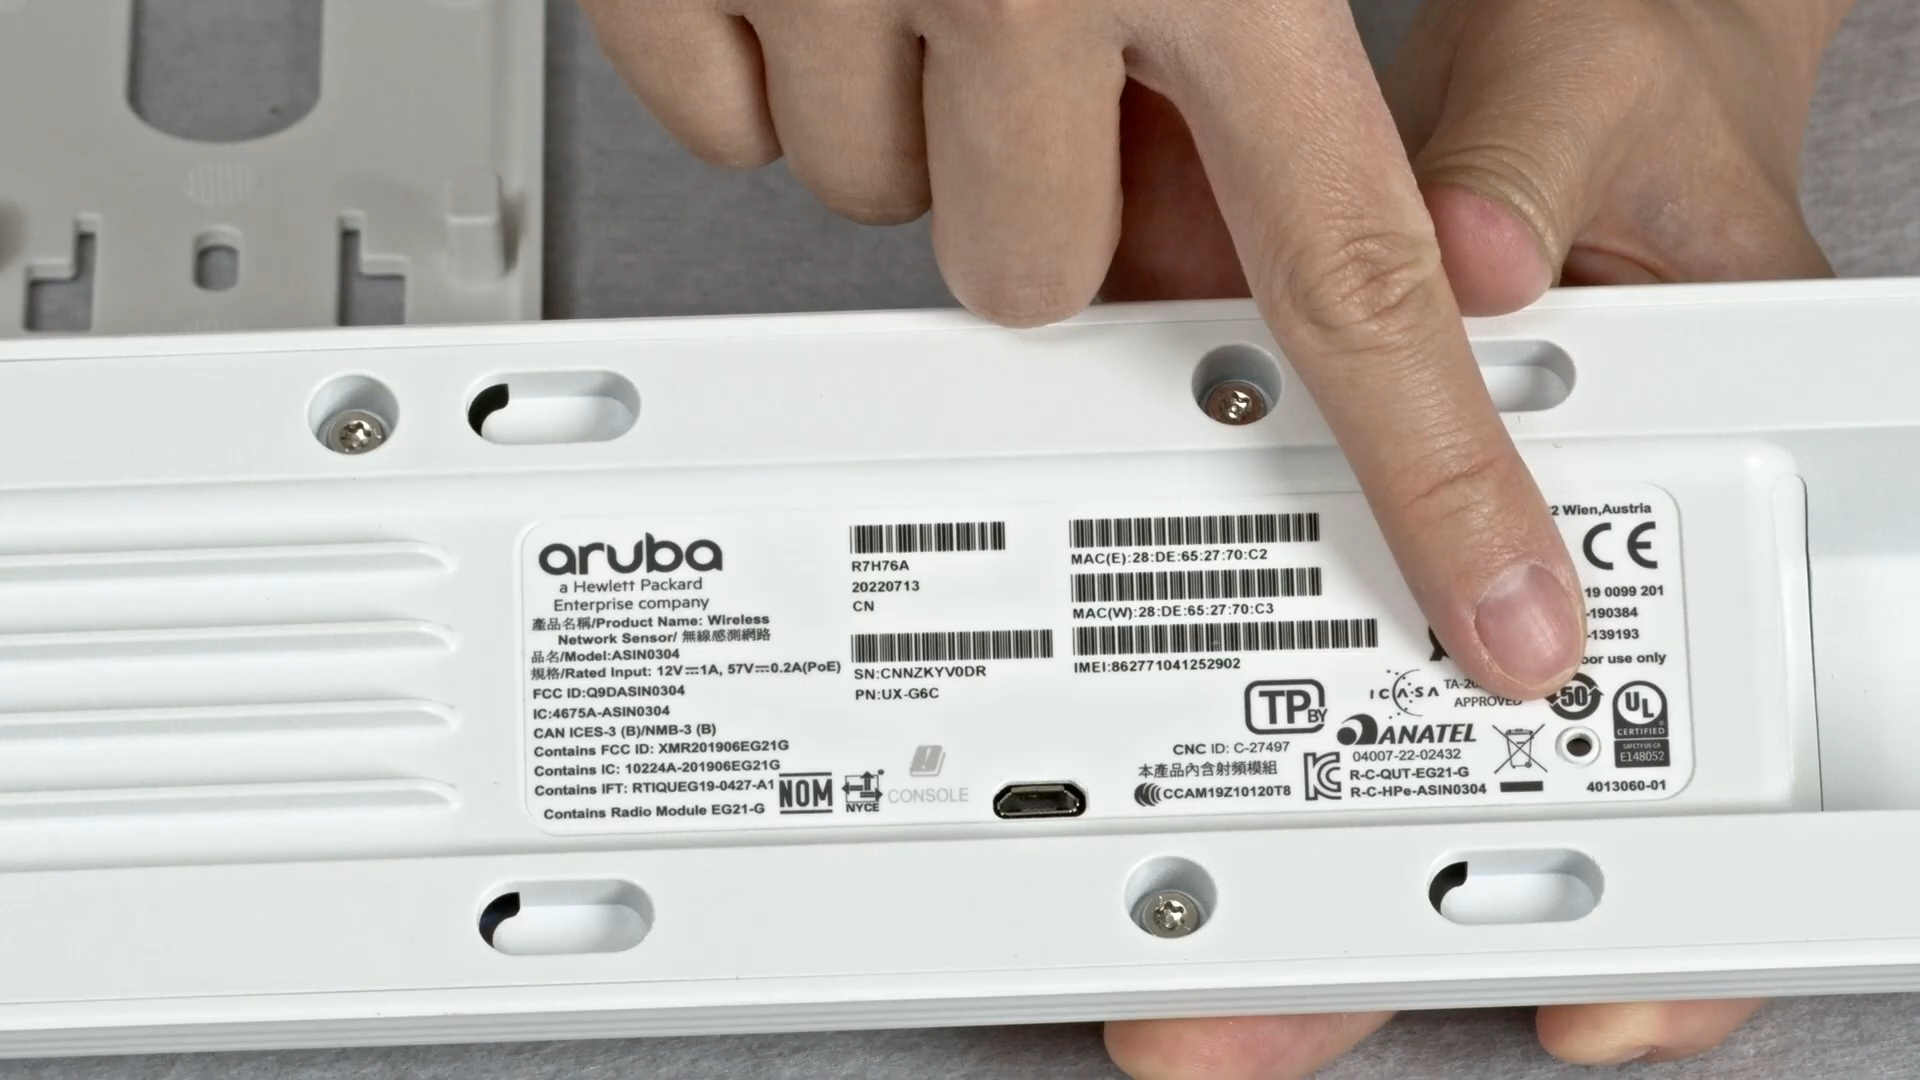 aruba
a Hewlett Packard
Enterprise company
產品名稱/Product Name: Wireless
Network Sensor/ 無線感測網路
品名/Model:ASIN0304
規格/Rated Input: 12V⎓1A, 57V⎓0.2A(PoE)
FCC ID:Q9DASIN0304
IC:4675A-ASIN0304
CAN ICES-3 (B)/NMB-3 (B)
Contains FCC ID: XMR201906EG21G
Contains IC: 10224A-201906EG21G
Contains IFT: RTIQUEG19-0427-A1
Contains Radio Module EG21-G
NOM
NYCE
CONSOLE
R7H76A
20220713
CN
SN:CNNZKYV0DR
PN:UX-G6C
MAC(E):28:DE:65:27:70:C2
MAC(W):28:DE:65:27:70:C3
IMEI:862771041252902
TP
BY
CNC ID: C-27497
本產品內含射頻模組
CCAM19Z10120T8
ICASA
APPROVED
ANATEL
04007-22-02432
R-C-QUT-EG21-G
R-C-HPe-ASIN0304
2 Wien,Austria
CE
19 0099 201
-190384
-139193
use only
50
UL
CERTIFIED
SAFETY US CA
E148052
4013060-01